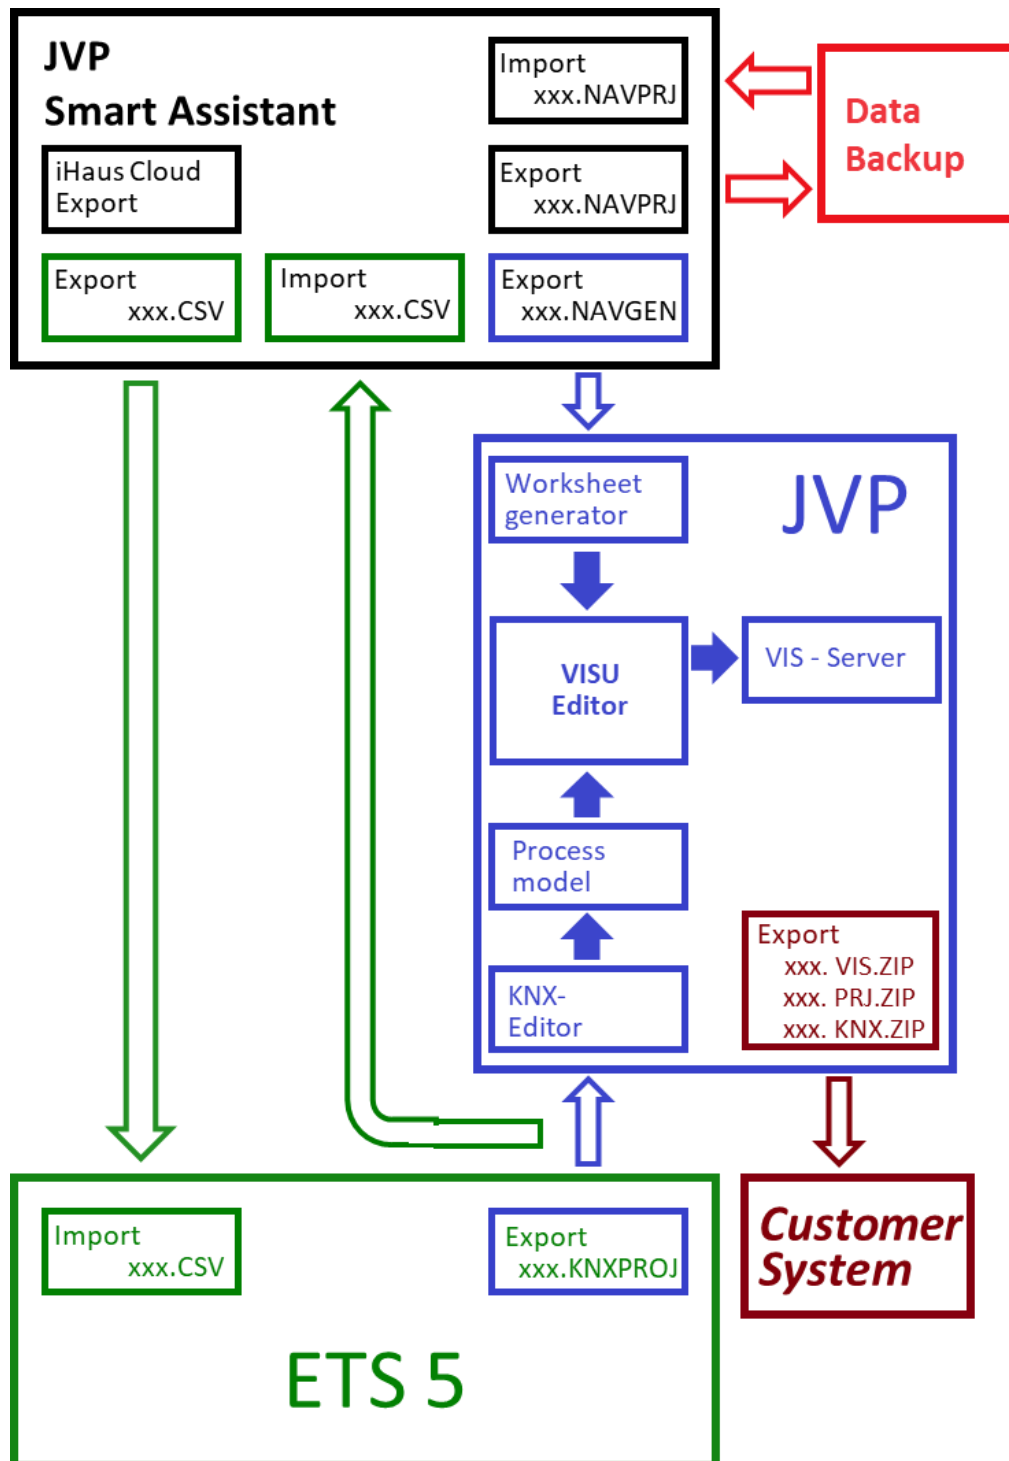 JVP
Smart Assistant
Import
xxx.NAVPRJ
Data
Backup
iHaus Cloud
Export
Export
xxx.NAVPRJ
Export
xxx.CSV
Import
xxx.CSV
Export
xxx.NAVGEN
JVP
Worksheet
generator
VISU
Editor
VIS - Server
Process
model
Export
xxx. VIS.ZIP
xxx. PRJ.ZIP
xxx. KNX.ZIP
KNX-
Editor
Import
xxx.CSV
Export
xxx.KNXPROJ
Customer
System
ETS 5